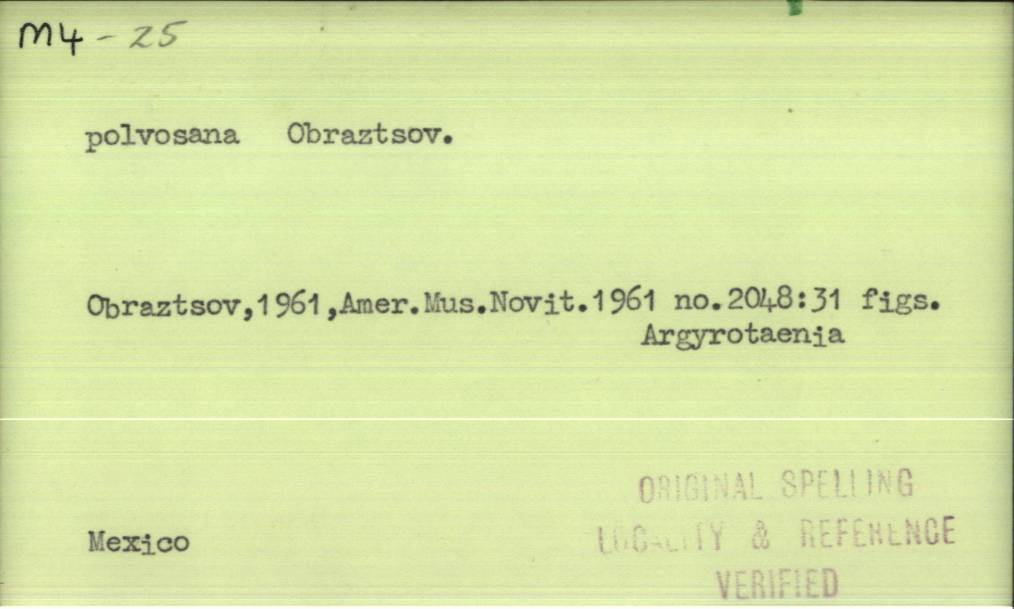 M4 - 25
polvosana Obraztsov.
Obraztsov,1961,Amer.Mus.Novit.1961 no.2048:31 figs.
Argyrotaenia
Mexico
ORIGINAL SPELLING
LOCALITY & REFERENCE
VERIFIED